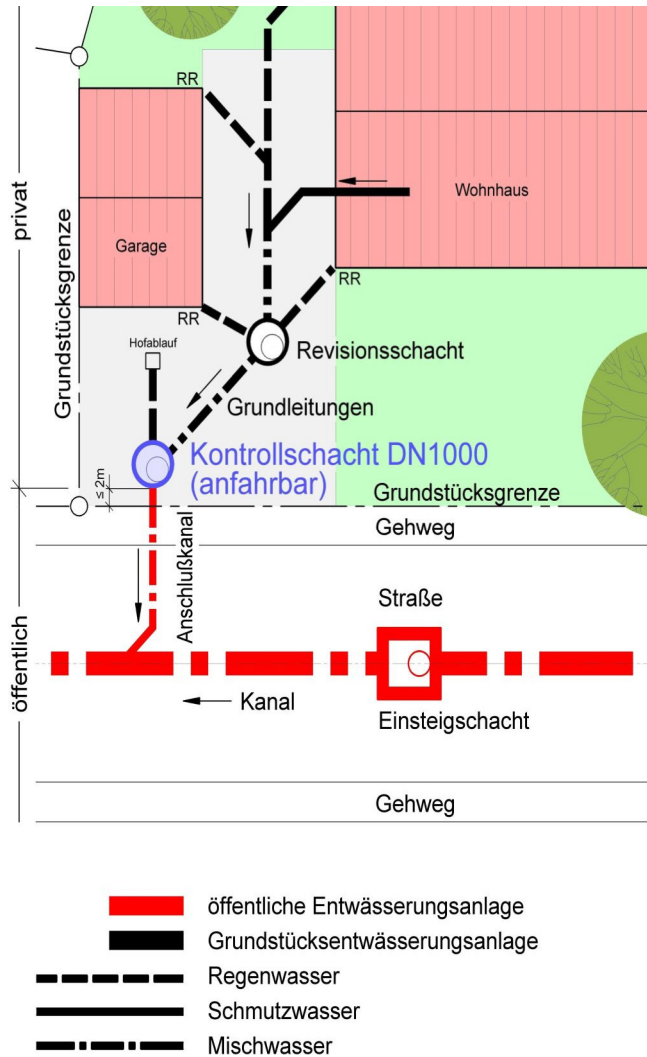 RR
privat
Wohnhaus
Garage
Grundstücksgrenze
RR
RR
Hofablauf
Revisionsschacht
Grundleitungen
Kontrollschacht DN1000
(anfahrbar)
≤ 2m
Grundstücksgrenze
Gehweg
Anschlußkanal
Straße
öffentlich
Kanal
Einsteigschacht
Gehweg
öffentliche Entwässerungsanlage
Grundstücksentwässerungsanlage
Regenwasser
Schmutzwasser
Mischwasser